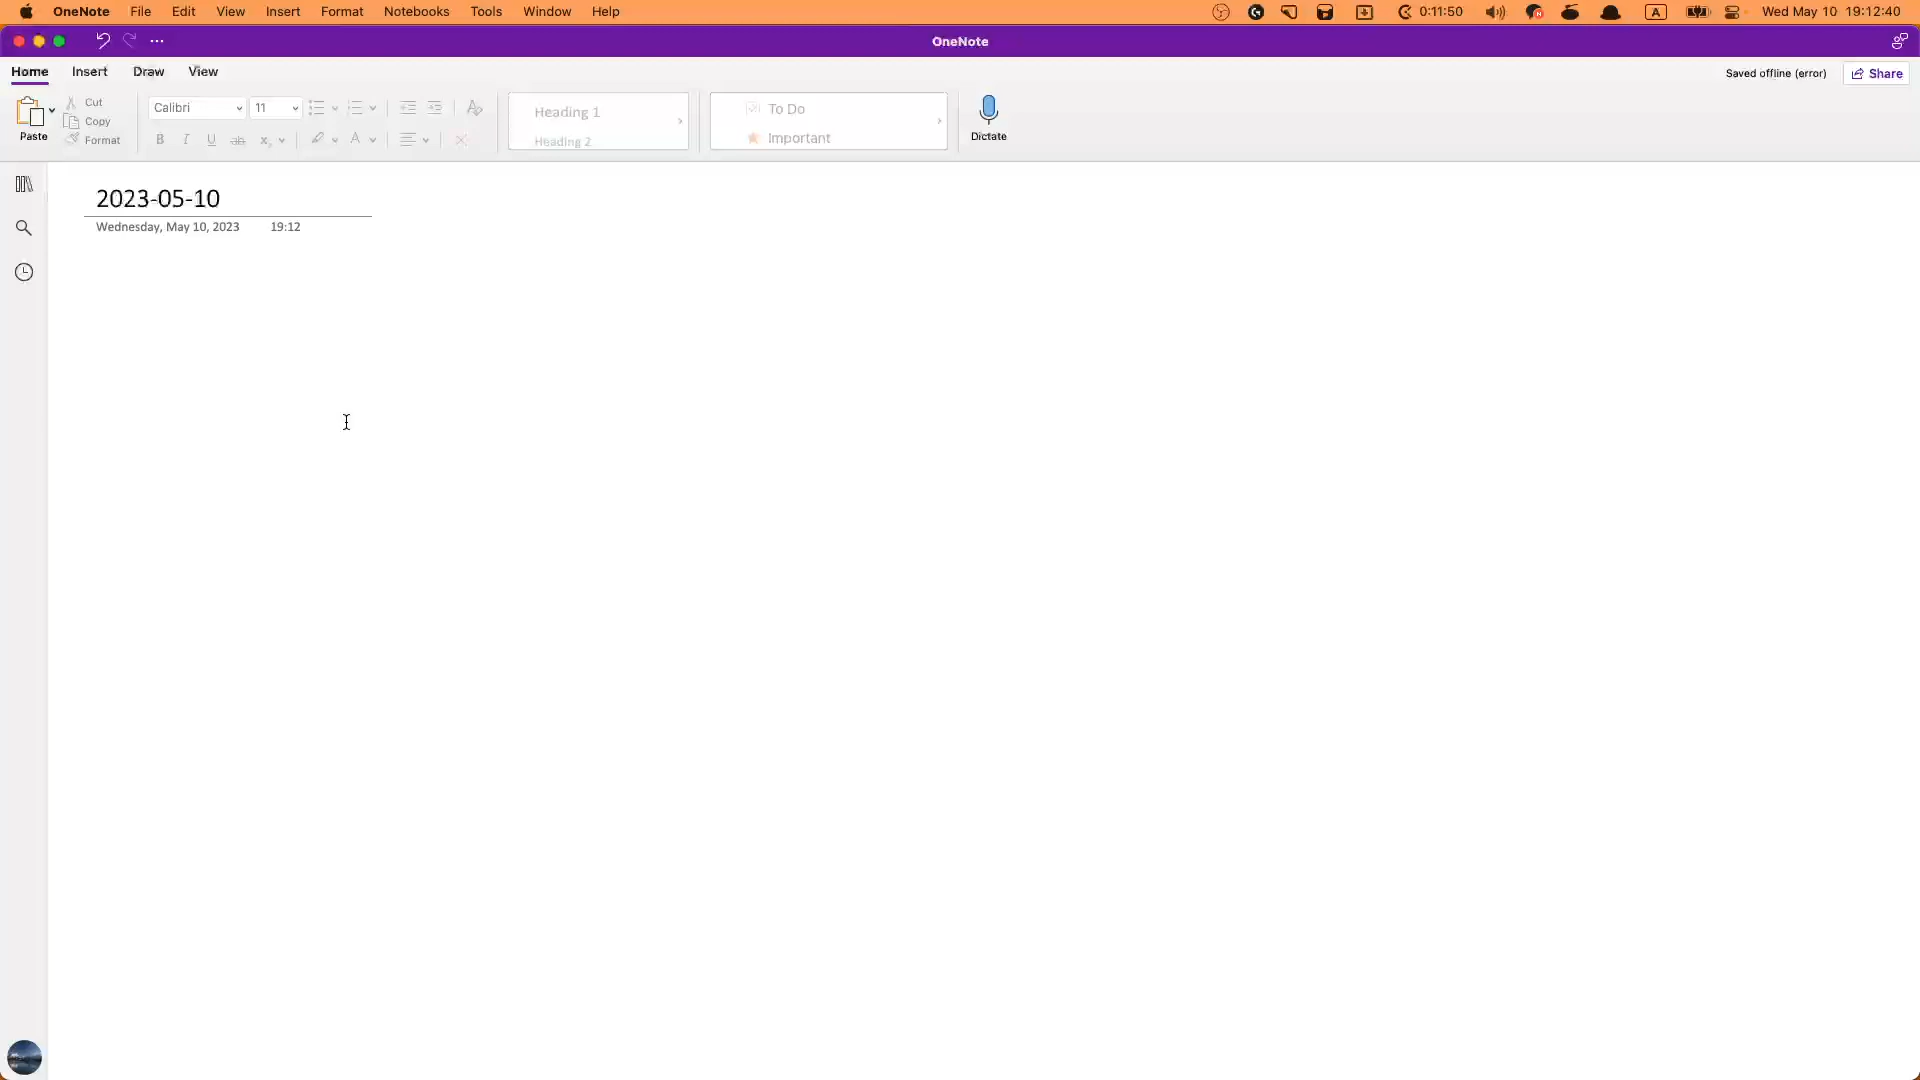 OneNote File Edit View Insert Format Notebooks Tools Window Help 0:11:50 A Wed May 10 19:12:40
OneNote
Home Insert Draw View Saved offline (error) Share
Paste Cut Copy Format
Calibri 11
B I U ab x A
Heading 1
Heading 2
To Do
Important
Dictate
2023-05-10
Wednesday, May 10, 2023 19:12